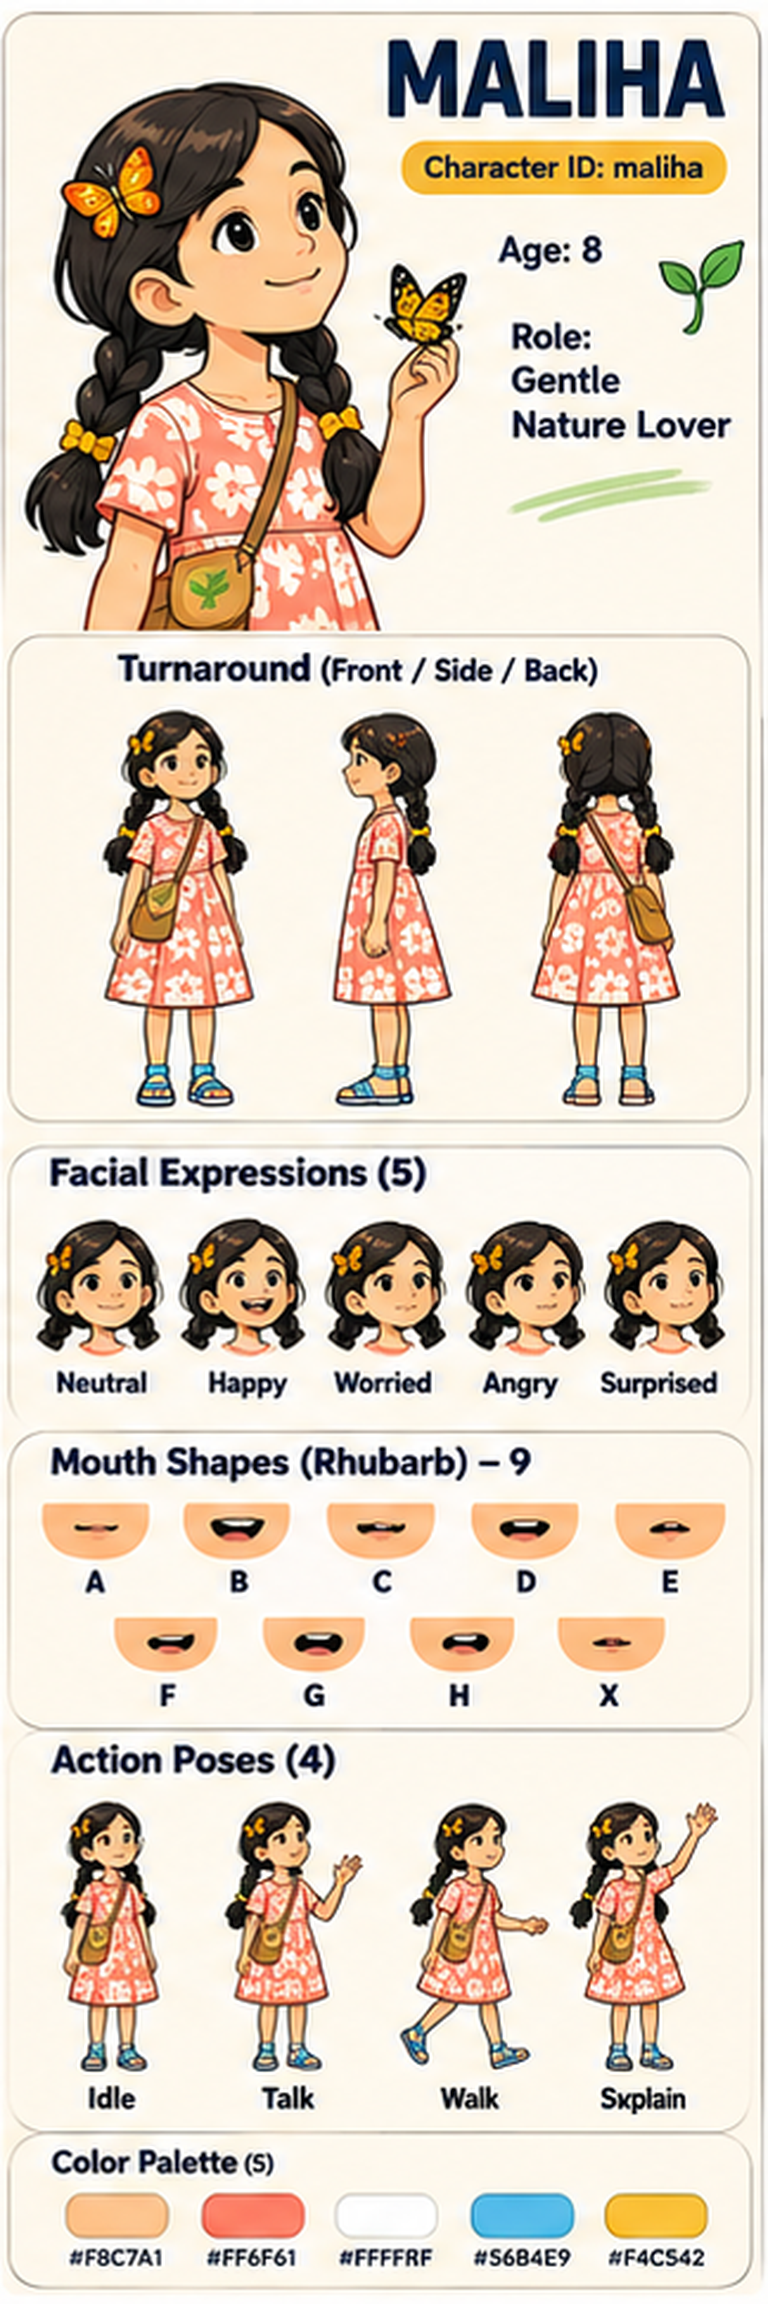 MALIHA
Character ID: maliha
Age: 8
Role:
Gentle
Nature Lover
Turnaround (Front / Side / Back)
Facial Expressions (5)
Neutral Happy Worried Angry Surprised
Mouth Shapes (Rhubarb) – 9
A B C D E
F G H X
Action Poses (4)
Idle Talk Walk Sxplain
Color Palette (5)
#F8C7A1 #FF6F61 #FFFFRF #S6B4E9 #F4CS42